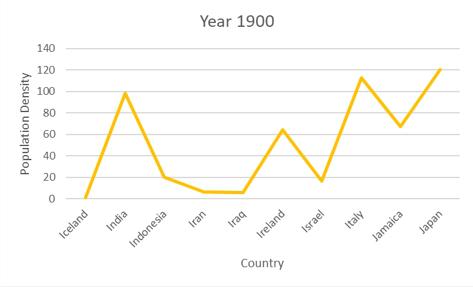 Year 1900
Population Density
140
120
100
80
60
40
20
0
Iceland
India
Indonesia
Iran
Iraq
Ireland
Israel
Italy
Jamaica
Japan
Country